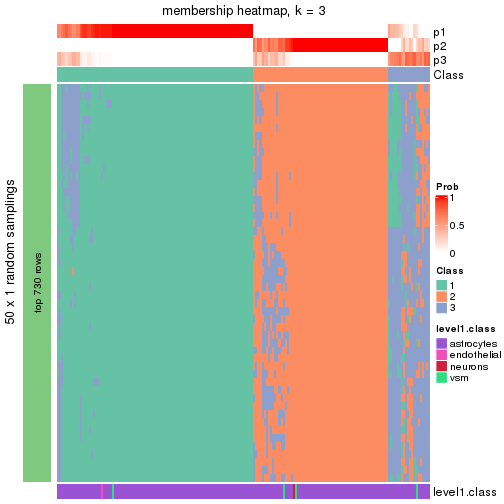 membership heatmap, k = 3
p1
p2
p3
Class
50 x 1 random samplings
top 730 rows
Prob
1
0.5
0
Class
1
2
3
level1.class
astrocytes
endothelial
neurons
vsm
level1.class